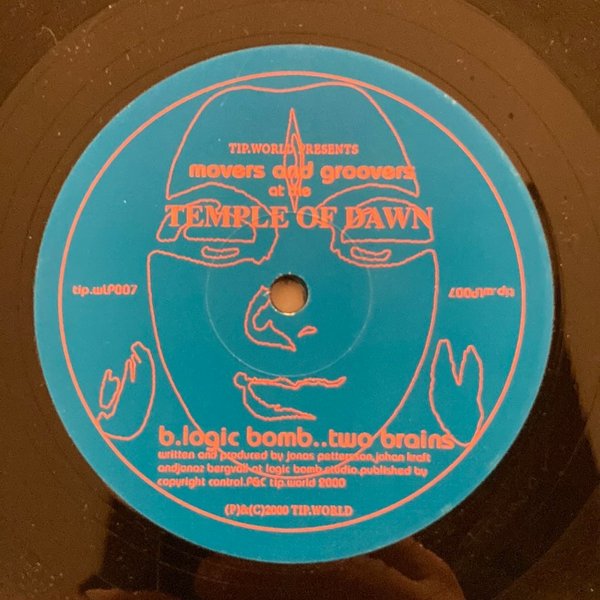 TIP.WORLD PRESENTS
movers and groovers
at the
TEMPLE OF DAWN
tip.wlP007
tip.wlP007
b.logic bomb..two brains
written and produced by jonas pettersson,johan kraft
andjonas bergvall at logic bomb studio.published by
copyright control.P&C tip.world 2000
(P)&(C)2000 TIP.WORLD